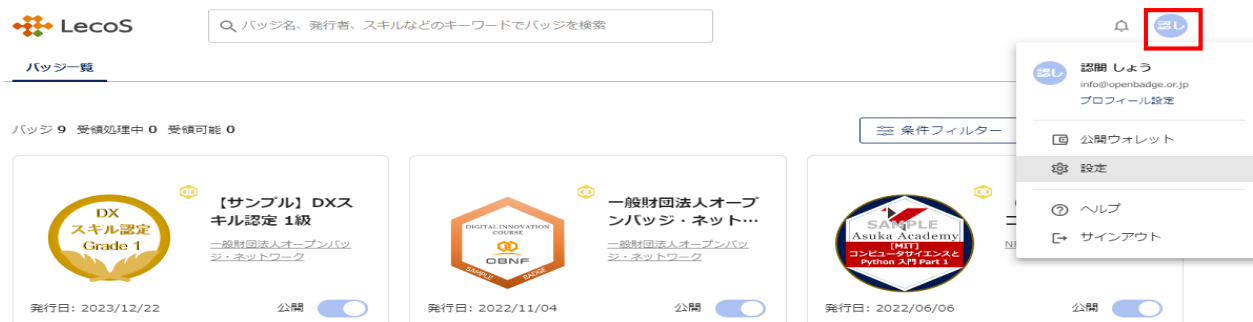 LecoS
バッジ名、発行者、スキルなどのキーワードでバッジを検索
認し
バッジ一覧
認し
認開 しょう
info@openbadge.or.jp
プロフィール設定
公開ウォレット
設定
ヘルプ
サインアウト
バッジ 9 受領処理中 0 受領可能 0
条件フィルター
DX
スキル認定
Grade 1
【サンプル】DXス
キル認定 1級
一般財団法人オープンバッ
ジ・ネットワーク
発行日: 2023/12/22
公開
DIGITAL INNOVATION
COURSE
OBNF
SAMPLE BADGE
一般財団法人オープ
ンバッジ・ネット…
一般財団法人オープンバッ
ジ・ネットワーク
発行日: 2022/11/04
公開
SAMPLE
Asuka Academy
[MIT]
コンピュータサイエンスと
Python 入門 Part 1
発行日: 2022/06/06
公開